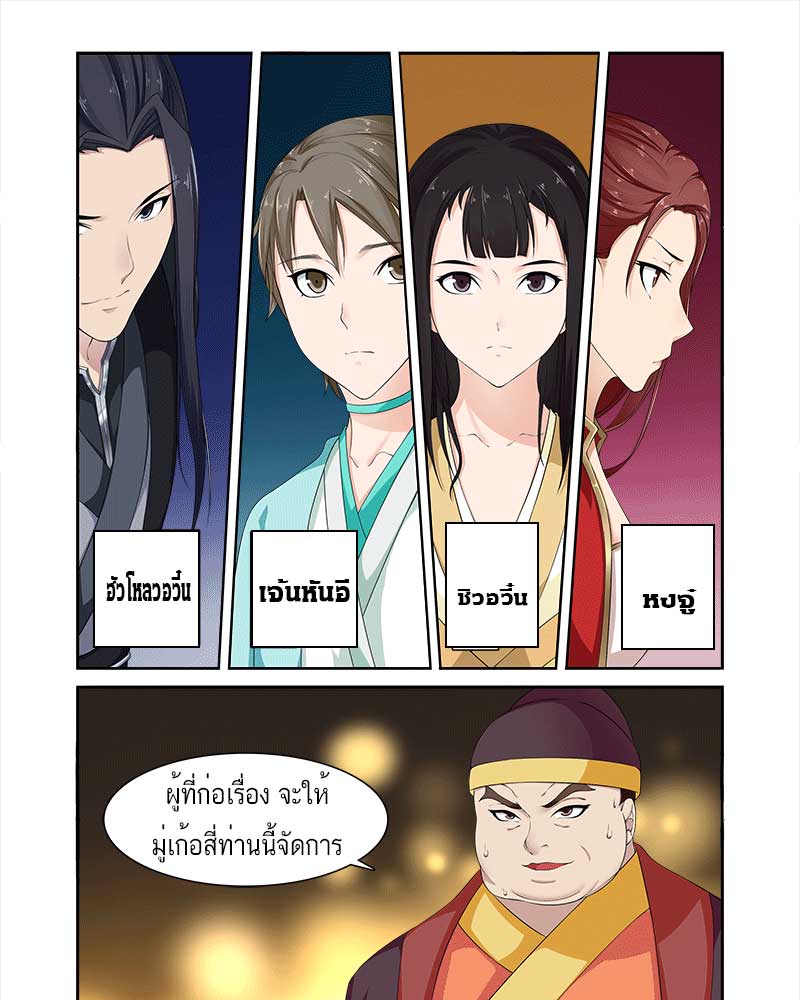 ฮัวโหลวอวิ๋น
เจ้นหันอี
ชิวอวิ๋น
หงจู๋
ผู้ที่ก่อเรื่อง จะให้
มู่เก้อสี่ท่านนี้จัดการ